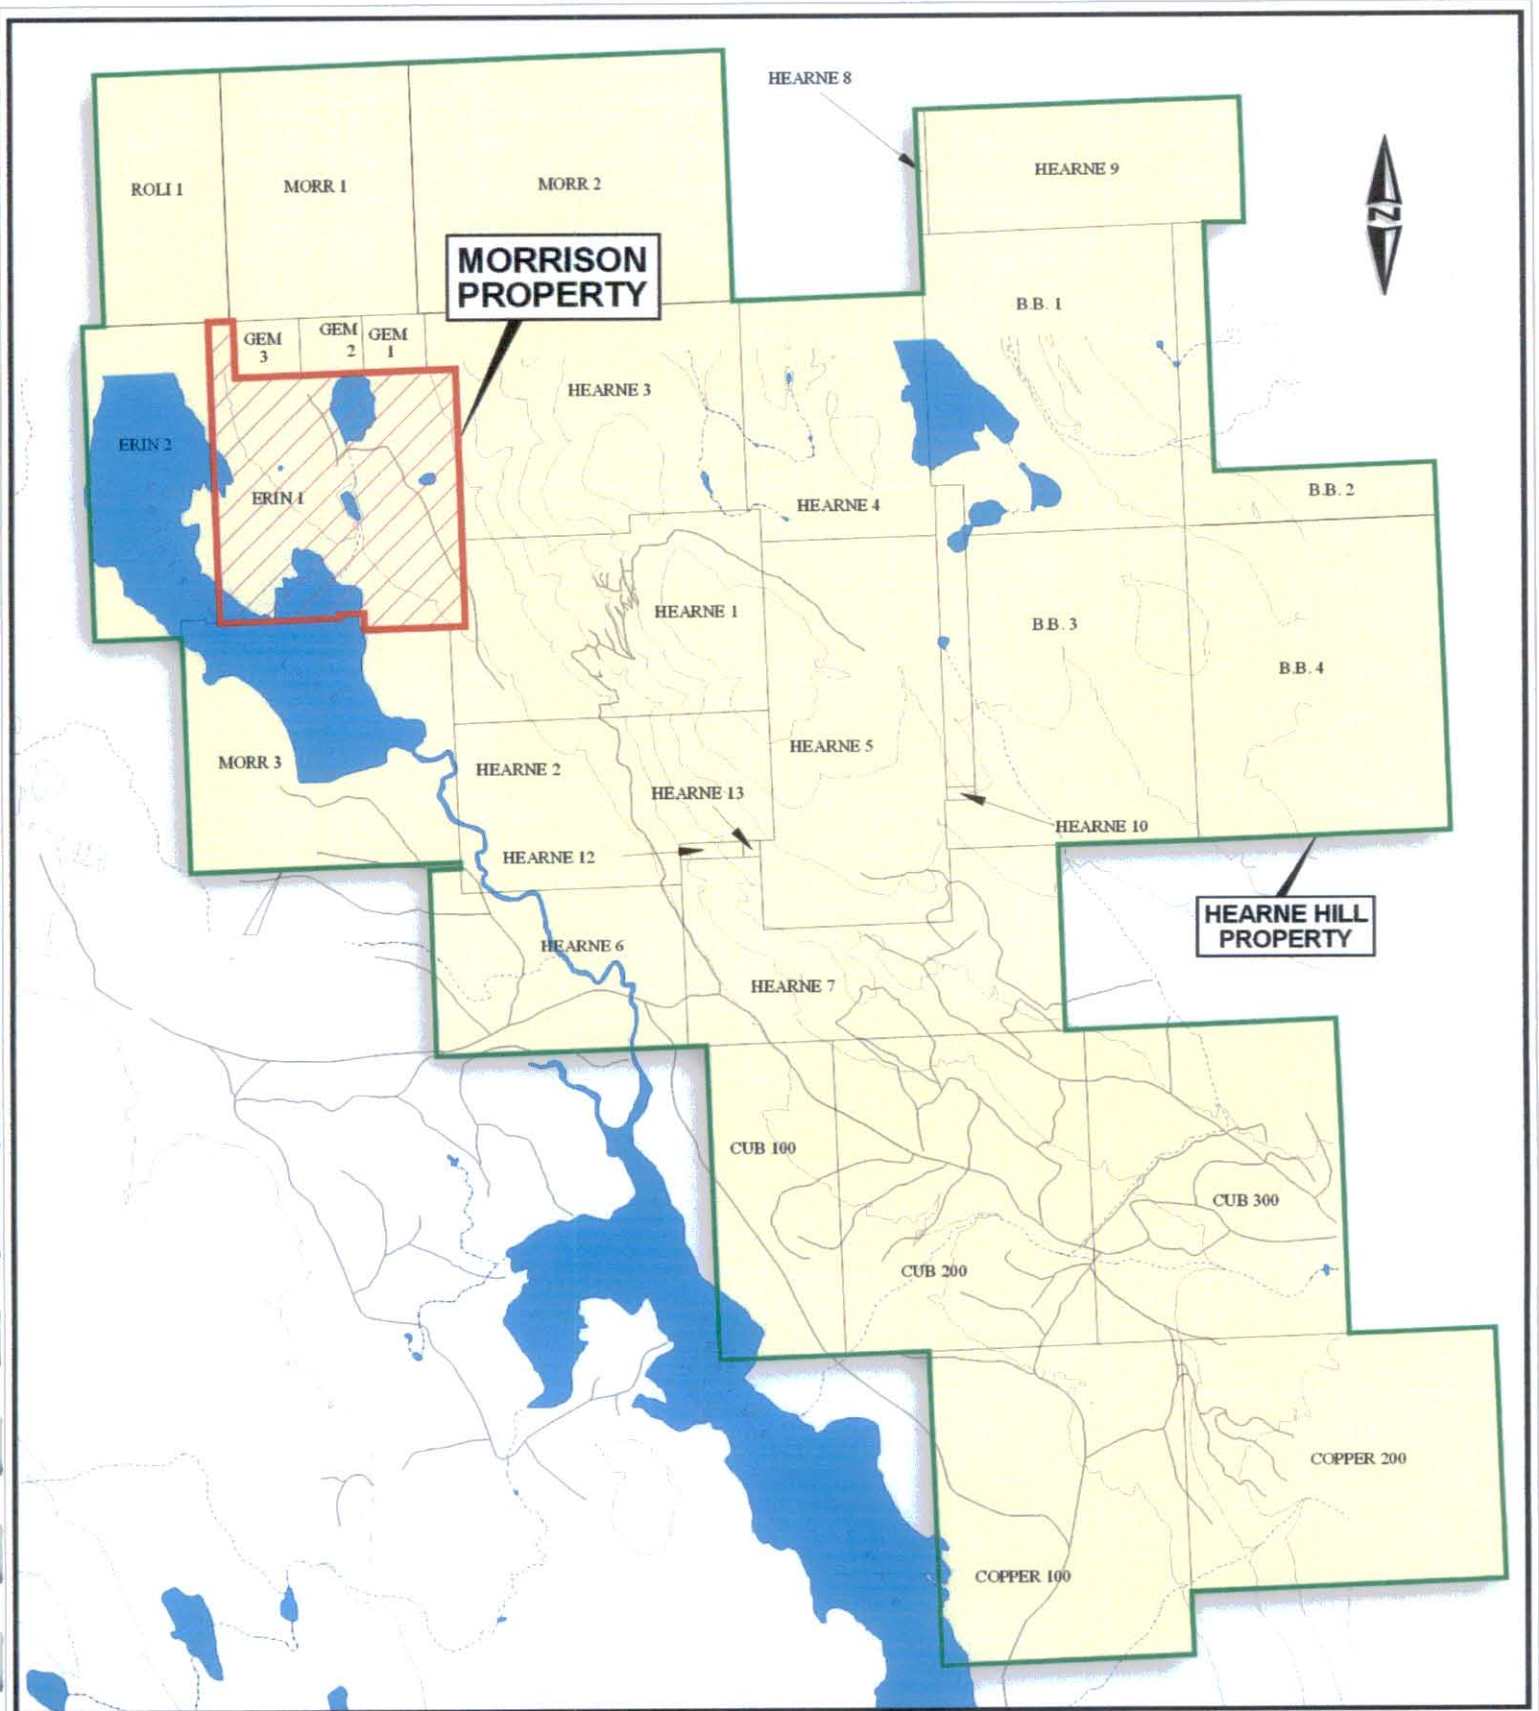 HEARNE 8
HEARNE 9
ROLI 1
MORR 1
MORR 2
N
MORRISON
PROPERTY
B.B. 1
GEM
3
GEM
2
GEM
1
HEARNE 3
ERIN 2
ERIN 1
HEARNE 4
B.B. 2
HEARNE 1
B.B. 3
B.B. 4
MORR 3
HEARNE 2
HEARNE 5
HEARNE 13
HEARNE 10
HEARNE 12
HEARNE HILL
PROPERTY
HEARNE 6
HEARNE 7
CUB 100
CUB 300
CUB 200
COPPER 200
COPPER 100